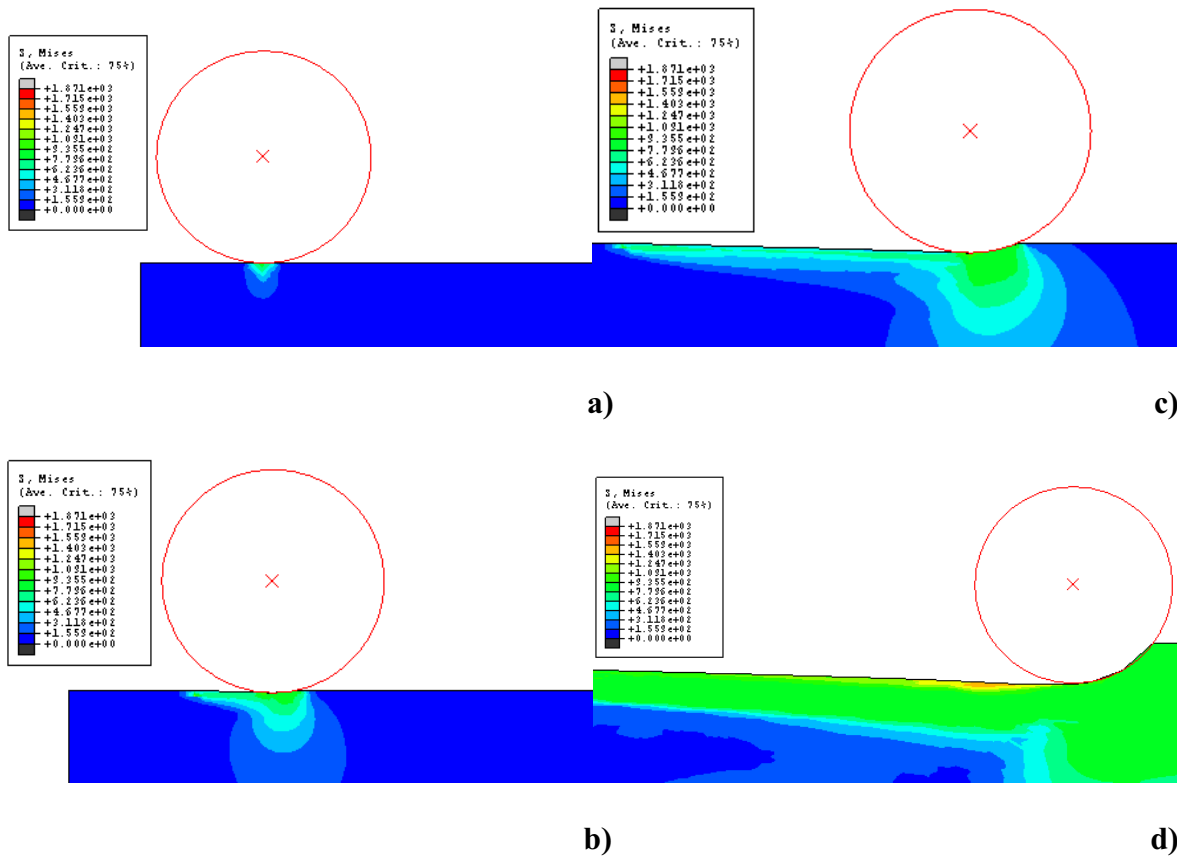 S, Mises
(Ave. Crit.: 75%)
+1.871e+03
+1.715e+03
+1.559e+03
+1.403e+03
+1.247e+03
+1.091e+03
+9.355e+02
+7.796e+02
+6.236e+02
+4.677e+02
+3.118e+02
+1.559e+02
+0.000e+00
a)
S, Mises
(Ave. Crit.: 75%)
+1.871e+03
+1.715e+03
+1.559e+03
+1.403e+03
+1.247e+03
+1.091e+03
+9.355e+02
+7.796e+02
+6.236e+02
+4.677e+02
+3.118e+02
+1.559e+02
+0.000e+00
c)
S, Mises
(Ave. Crit.: 75%)
+1.871e+03
+1.715e+03
+1.559e+03
+1.403e+03
+1.247e+03
+1.091e+03
+9.355e+02
+7.796e+02
+6.236e+02
+4.677e+02
+3.118e+02
+1.559e+02
+0.000e+00
b)
S, Mises
(Ave. Crit.: 75%)
+1.871e+03
+1.715e+03
+1.559e+03
+1.403e+03
+1.247e+03
+1.091e+03
+9.355e+02
+7.796e+02
+6.236e+02
+4.677e+02
+3.118e+02
+1.559e+02
+0.000e+00
d)